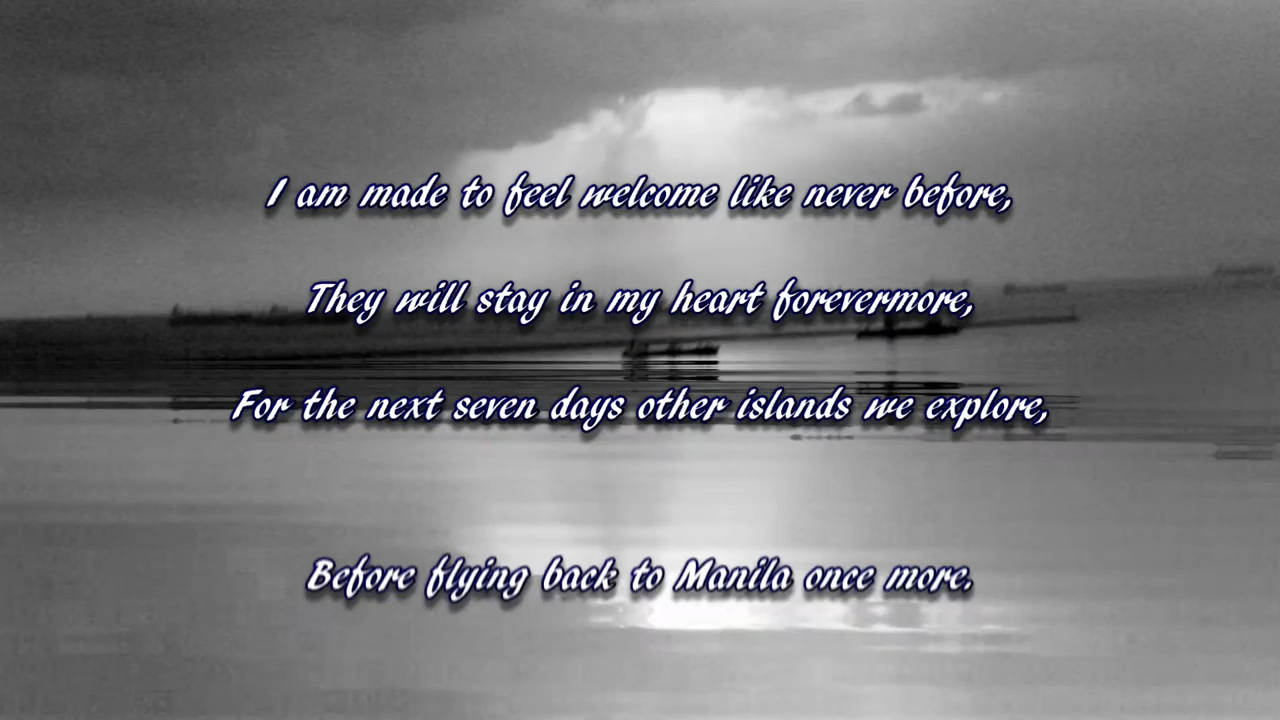 I am made to feel welcome like never before,
They will stay in my heart forevermore,
For the next seven days other islands we explore,
Before flying back to Manila once more.